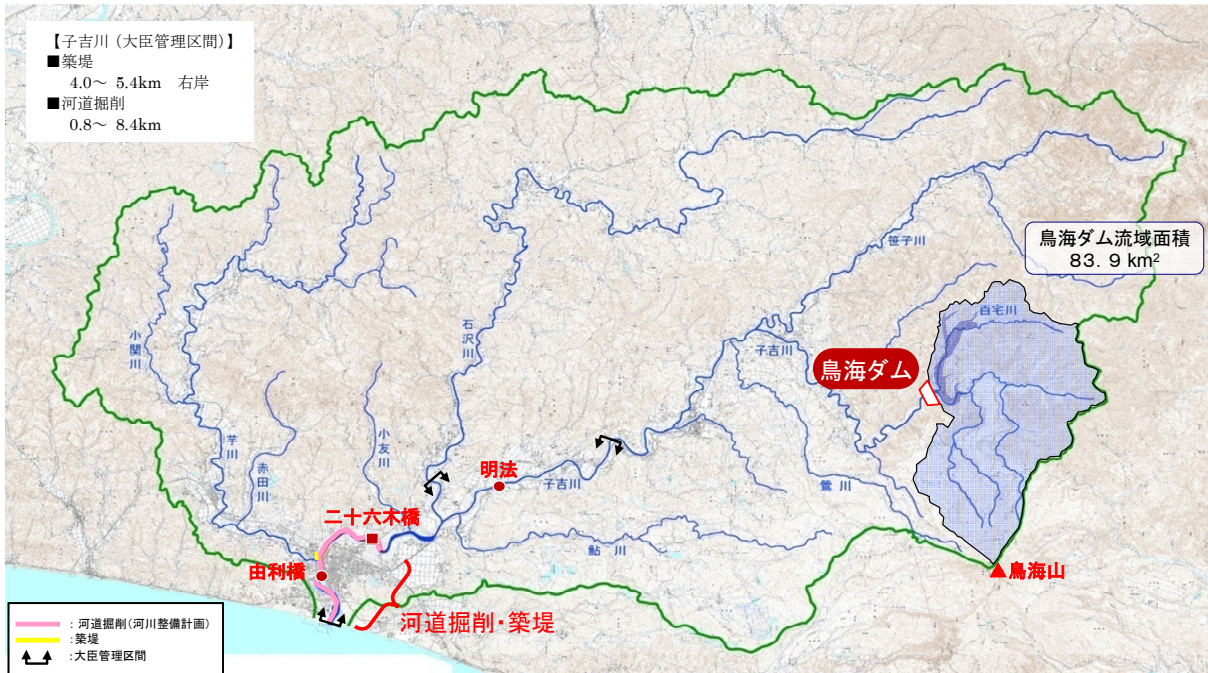 【子吉川(大臣管理区間)】
■築堤
4.0～ 5.4km 右岸
■河道掘削
0.8～ 8.4km
鳥海ダム流域面積
83.9 km²
笹子川
百宅川
石沢川
小関川
子吉川
鳥海ダム
芋川
赤田川
小友川
明法
子吉川
鶯川
二十六木橋
鮎川
由利橋
鳥海山
河道掘削・築堤
:河道掘削(河川整備計画)
:築堤
:大臣管理区間